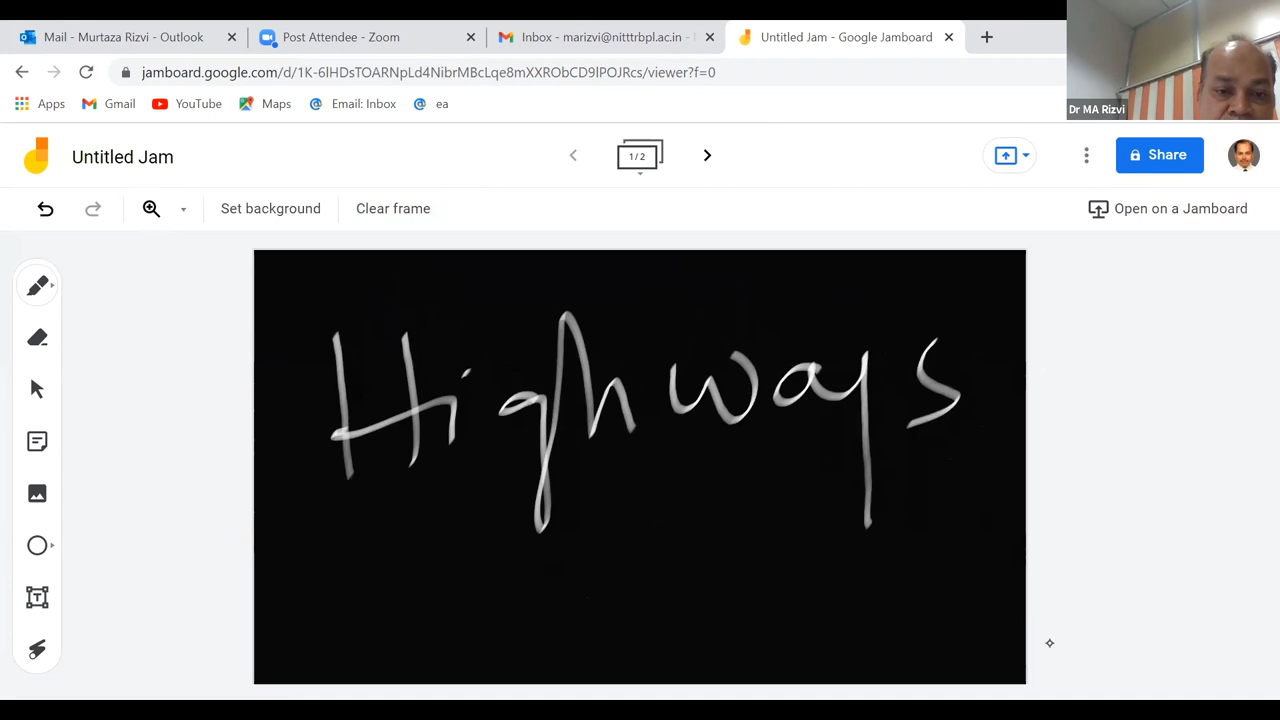 Mail - Murtaza Rizvi - Outlook
Post Attendee - Zoom
Inbox - marizvi@nitttrbpl.ac.in -
Untitled Jam - Google Jamboard
jamboard.google.com/d/1K-6lHDsTOARNpLd4NibrMBcLqe8mXXRObCD9lPOJRcs/viewer?f=0
Apps Gmail YouTube Maps Email: Inbox ea
Dr MA Rizvi
Untitled Jam
1/2
Share
Set background
Clear frame
Open on a Jamboard
Highways